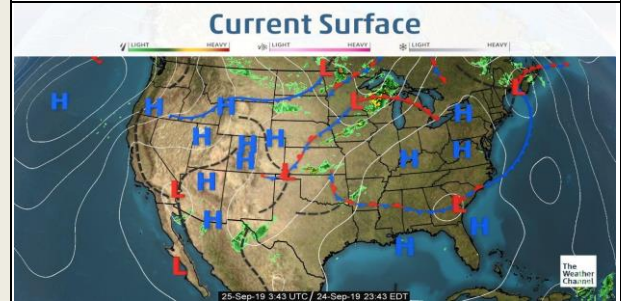 Current Surface
LIGHT HEAVY LIGHT HEAVY LIGHT HEAVY
L
L
H H H L
H
H H H H
H H
L H L
L H
H H
H
L
The
Weather
Channel
25-Sep-19 3:43 UTC / 24-Sep-19 23:43 EDT